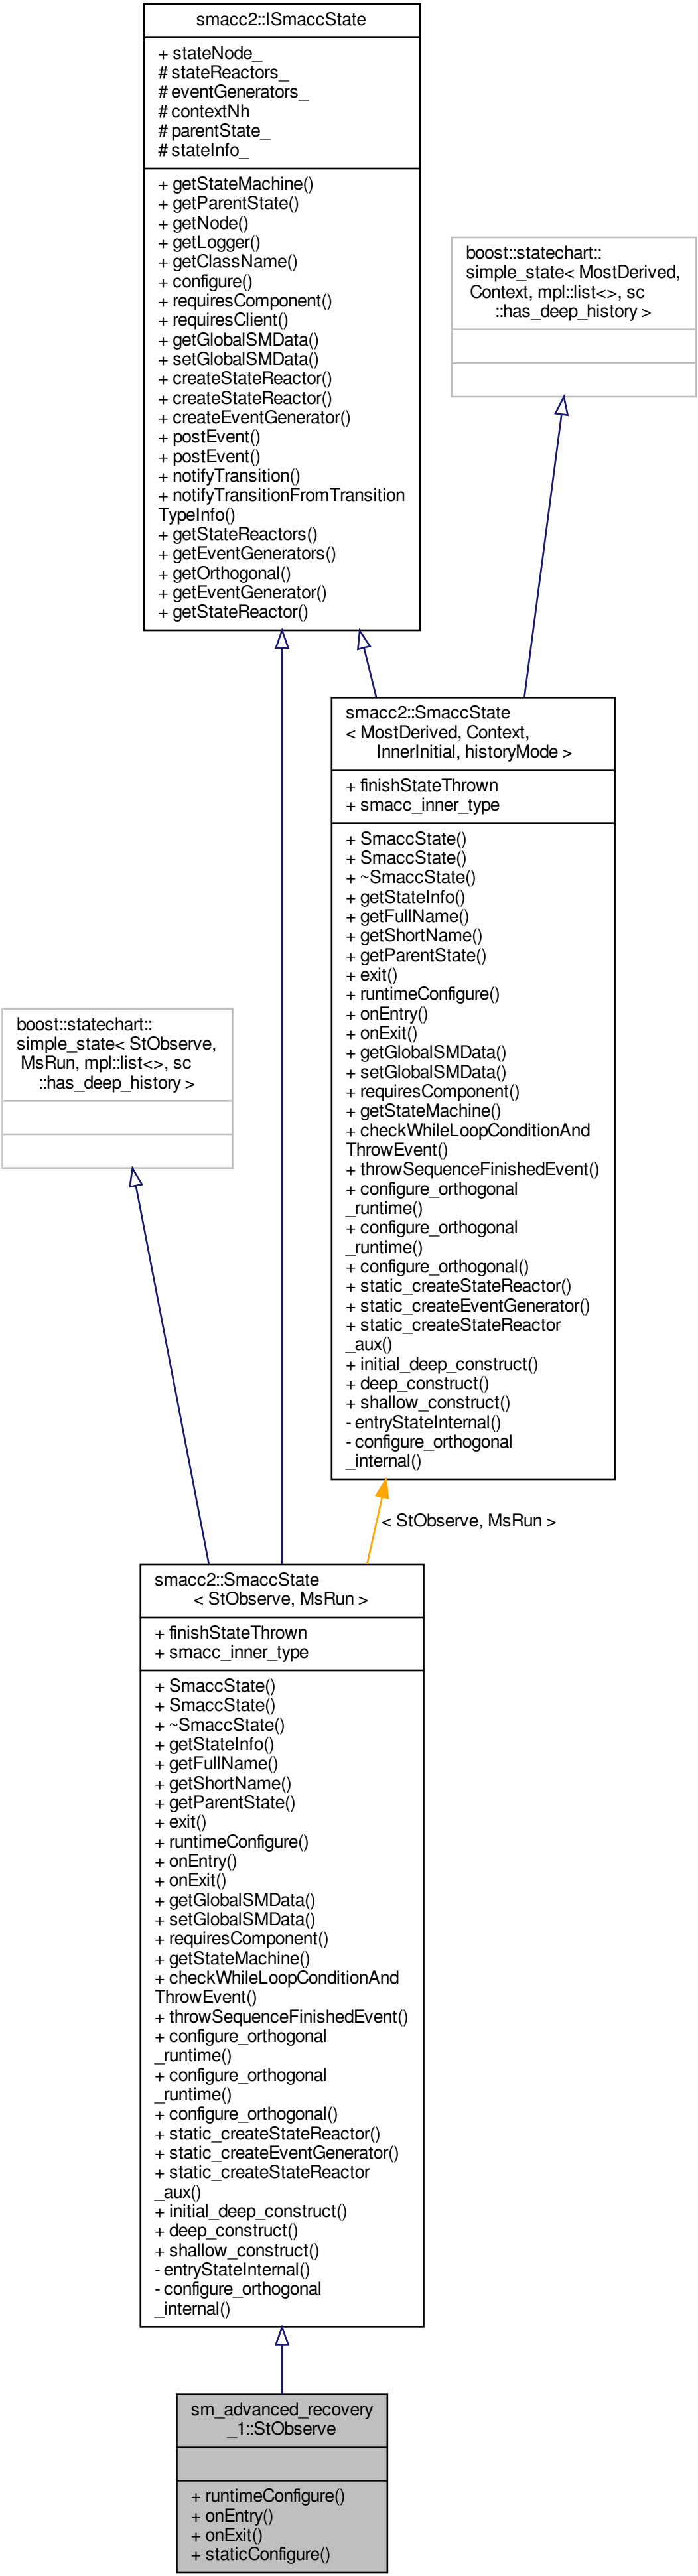 smacc2::ISmaccState
+ stateNode_
# stateReactors_
# eventGenerators_
# contextNh
# parentState_
# stateInfo_
+ getStateMachine()
+ getParentState()
+ getNode()
+ getLogger()
+ getClassName()
+ configure()
+ requiresComponent()
+ requiresClient()
+ getGlobalSMData()
+ setGlobalSMData()
+ createStateReactor()
+ createStateReactor()
+ createEventGenerator()
+ postEvent()
+ postEvent()
+ notifyTransition()
+ notifyTransitionFromTransition
TypeInfo()
+ getStateReactors()
+ getEventGenerators()
+ getOrthogonal()
+ getEventGenerator()
+ getStateReactor()
boost::statechart::
simple_state< MostDerived,
Context, mpl::list<>, sc
::has_deep_history >
smacc2::SmaccState
< MostDerived, Context,
InnerInitial, historyMode >
+ finishStateThrown
+ smacc_inner_type
+ SmaccState()
+ SmaccState()
+ ~SmaccState()
+ getStateInfo()
+ getFullName()
+ getShortName()
+ getParentState()
+ exit()
+ runtimeConfigure()
+ onEntry()
+ onExit()
+ getGlobalSMData()
+ setGlobalSMData()
+ requiresComponent()
+ getStateMachine()
+ checkWhileLoopConditionAnd
ThrowEvent()
+ throwSequenceFinishedEvent()
+ configure_orthogonal
_runtime()
+ configure_orthogonal
_runtime()
+ configure_orthogonal()
+ static_createStateReactor()
+ static_createEventGenerator()
+ static_createStateReactor
_aux()
+ initial_deep_construct()
+ deep_construct()
+ shallow_construct()
- entryStateInternal()
- configure_orthogonal
_internal()
boost::statechart::
simple_state< StObserve,
MsRun, mpl::list<>, sc
::has_deep_history >
< StObserve, MsRun >
smacc2::SmaccState
< StObserve, MsRun >
+ finishStateThrown
+ smacc_inner_type
+ SmaccState()
+ SmaccState()
+ ~SmaccState()
+ getStateInfo()
+ getFullName()
+ getShortName()
+ getParentState()
+ exit()
+ runtimeConfigure()
+ onEntry()
+ onExit()
+ getGlobalSMData()
+ setGlobalSMData()
+ requiresComponent()
+ getStateMachine()
+ checkWhileLoopConditionAnd
ThrowEvent()
+ throwSequenceFinishedEvent()
+ configure_orthogonal
_runtime()
+ configure_orthogonal
_runtime()
+ configure_orthogonal()
+ static_createStateReactor()
+ static_createEventGenerator()
+ static_createStateReactor
_aux()
+ initial_deep_construct()
+ deep_construct()
+ shallow_construct()
- entryStateInternal()
- configure_orthogonal
_internal()
sm_advanced_recovery
_1::StObserve
+ runtimeConfigure()
+ onEntry()
+ onExit()
+ staticConfigure()